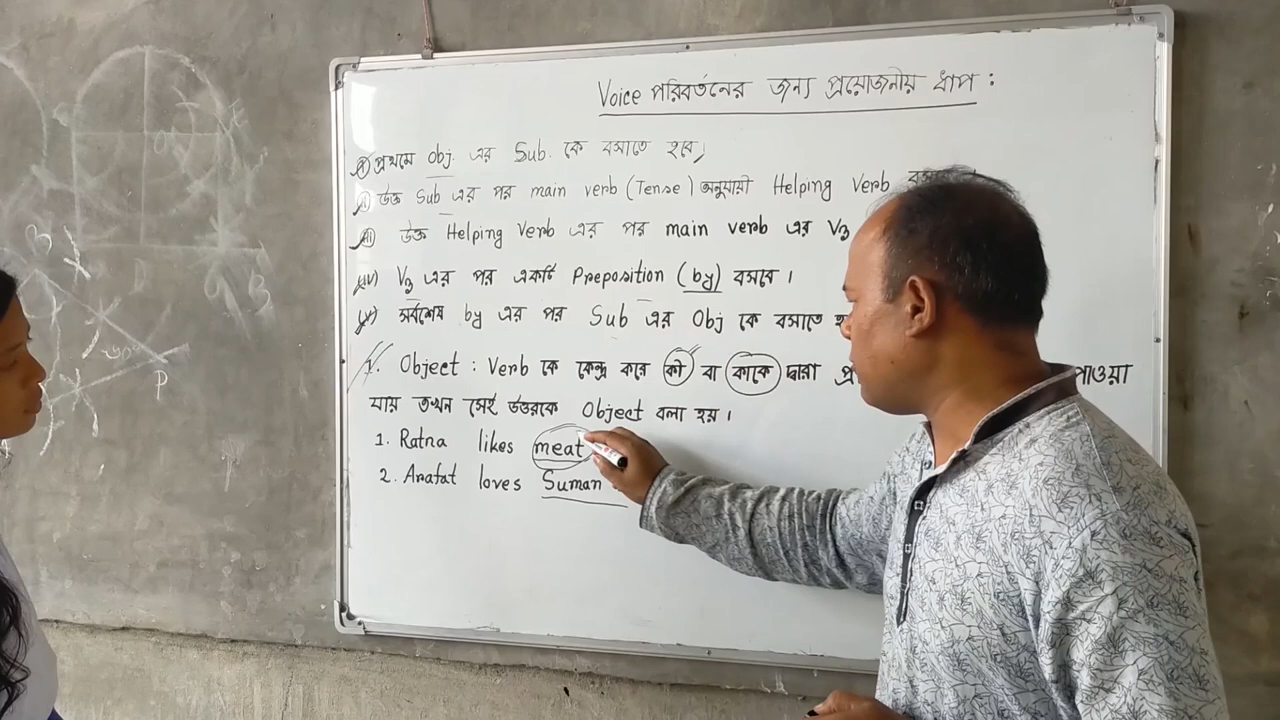 Voice পরিবর্তনের জন্য প্রয়োজনীয় ধাপ :
i) প্রথমে obj. এর Sub. কে বসাতে হবে,
ii) উক্ত Sub এর পর main verb (Tense) অনুযায়ী Helping Verb
iii) উক্ত Helping Verb এর পর main verb এর V3
iv) V3 এর পর একটি Preposition (by) বসবে ।
v) সর্বশেষ by এর পর Sub এর Obj কে বসাতে
1. Object : Verb কে কেন্দ্র করে কী বা কাকে দ্বারা পাওয়া
যায় তখন সেই উত্তরকে Object বলা হয় ।
1. Ratna likes meat
2. Arafat loves Suman
B
P